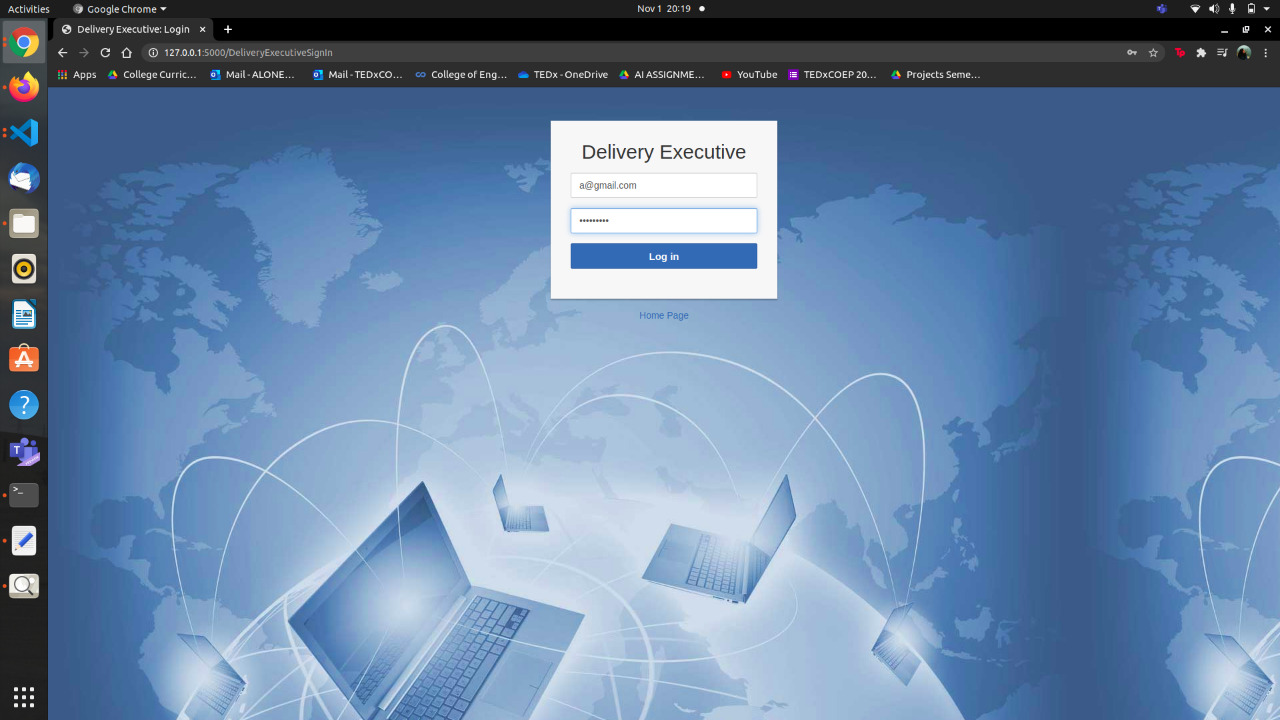 Activities
Google Chrome
Nov 1 20:19
Delivery Executive: Login
127.0.0.1:5000/DeliveryExecutiveSignIn
Apps
College Curric…
Mail - ALONE…
Mail - TEDxCO…
College of Eng…
TEDx - OneDrive
AI ASSIGNME…
YouTube
TEDxCOEP 20…
Projects Seme…
Delivery Executive
a@gmail.com
•••••••••
Log in
Home Page